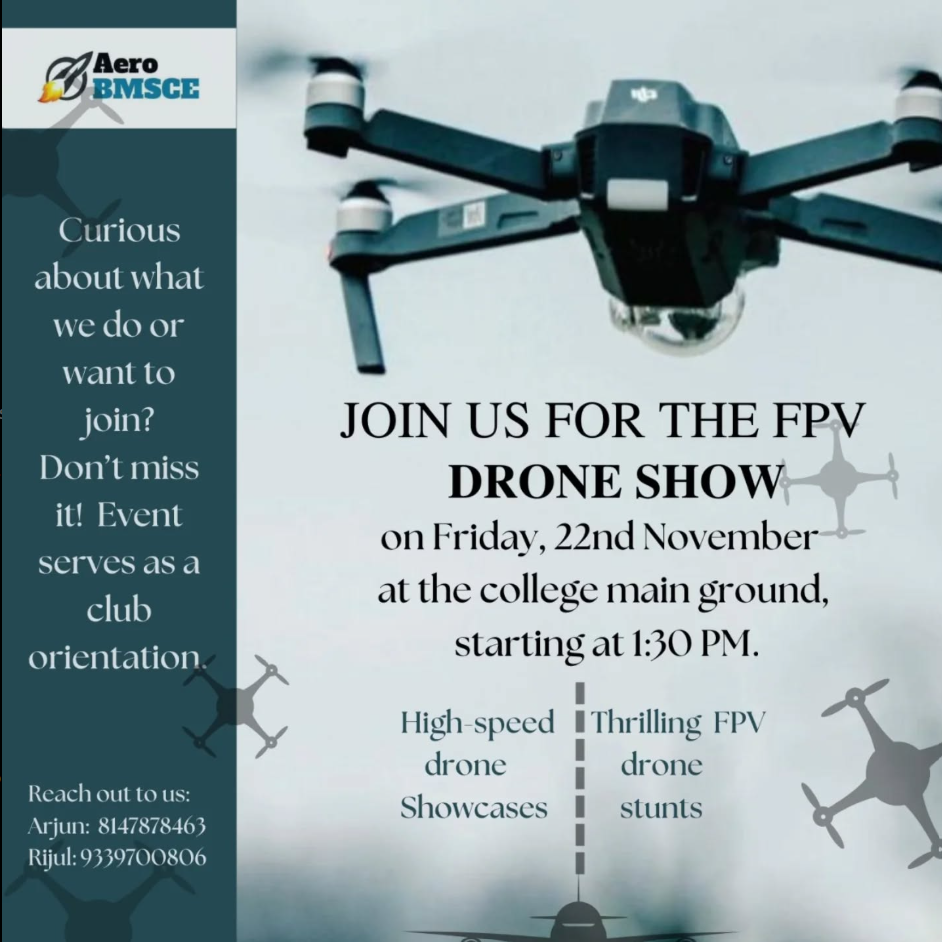 Aero
BMSCE
Curious
about what
we do or
want to
join?
Don't miss
it! Event
serves as a
club
orientation.
Reach out to us:
Arjun: 8147878463
Rijul: 9339700806
JOIN US FOR THE FPV
DRONE SHOW
on Friday, 22nd November
at the college main ground,
starting at 1:30 PM.
High-speed
drone
Showcases
Thrilling FPV
drone
stunts